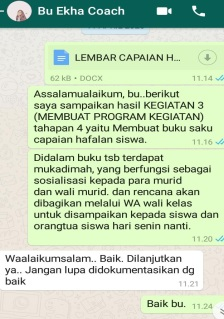 Bu Ekha Coach
LEMBAR CAPAIAN H...
62 kB • DOCX
11.14
Assalamualaikum, bu..berikut
saya sampaikan hasil KEGIATAN 3
(MEMBUAT PROGRAM KEGIATAN)
tahapan 4 yaitu Membuat buku saku
capaian hafalan siswa.
11.16
Didalam buku tsb terdapat
mukadimah, yang berfungsi sebagai
sosialisasi kepada para murid
dan wali murid. dan rencana akan
dibagikan melalui WA wali kelas
untuk disampaikan kepada siswa dan
orangtua siswa hari senin nanti.
11.20
Waalaikumsalam.. Baik. Dilanjutkan
ya.. Jangan lupa didokumentasikan dg
baik
11.21
Baik bu. 11.24